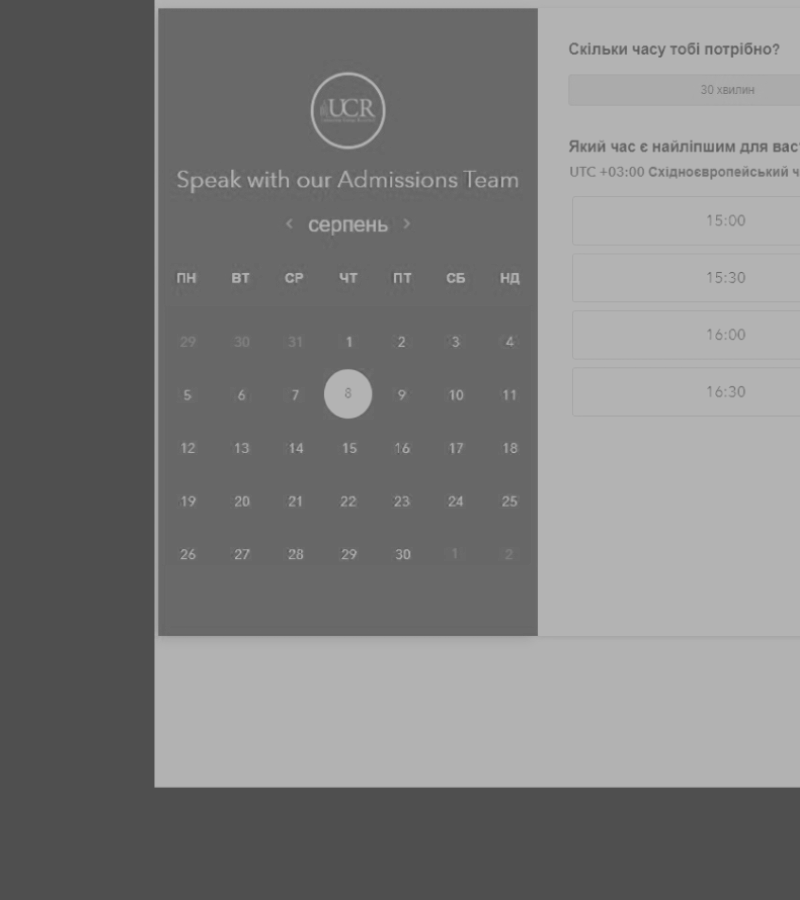 UCR
Speak with our Admissions Team
< серпень >
ПН ВТ СР ЧТ ПТ СБ НД
29 30 31 1 2 3 4
5 6 7 8 9 10 11
12 13 14 15 16 17 18
19 20 21 22 23 24 25
26 27 28 29 30 1 2
Скільки часу тобі потрібно?
30 хвилин
Який час є найліпшим для вас
UTC +03:00 Східноєвропейський ч
15:00
15:30
16:00
16:30